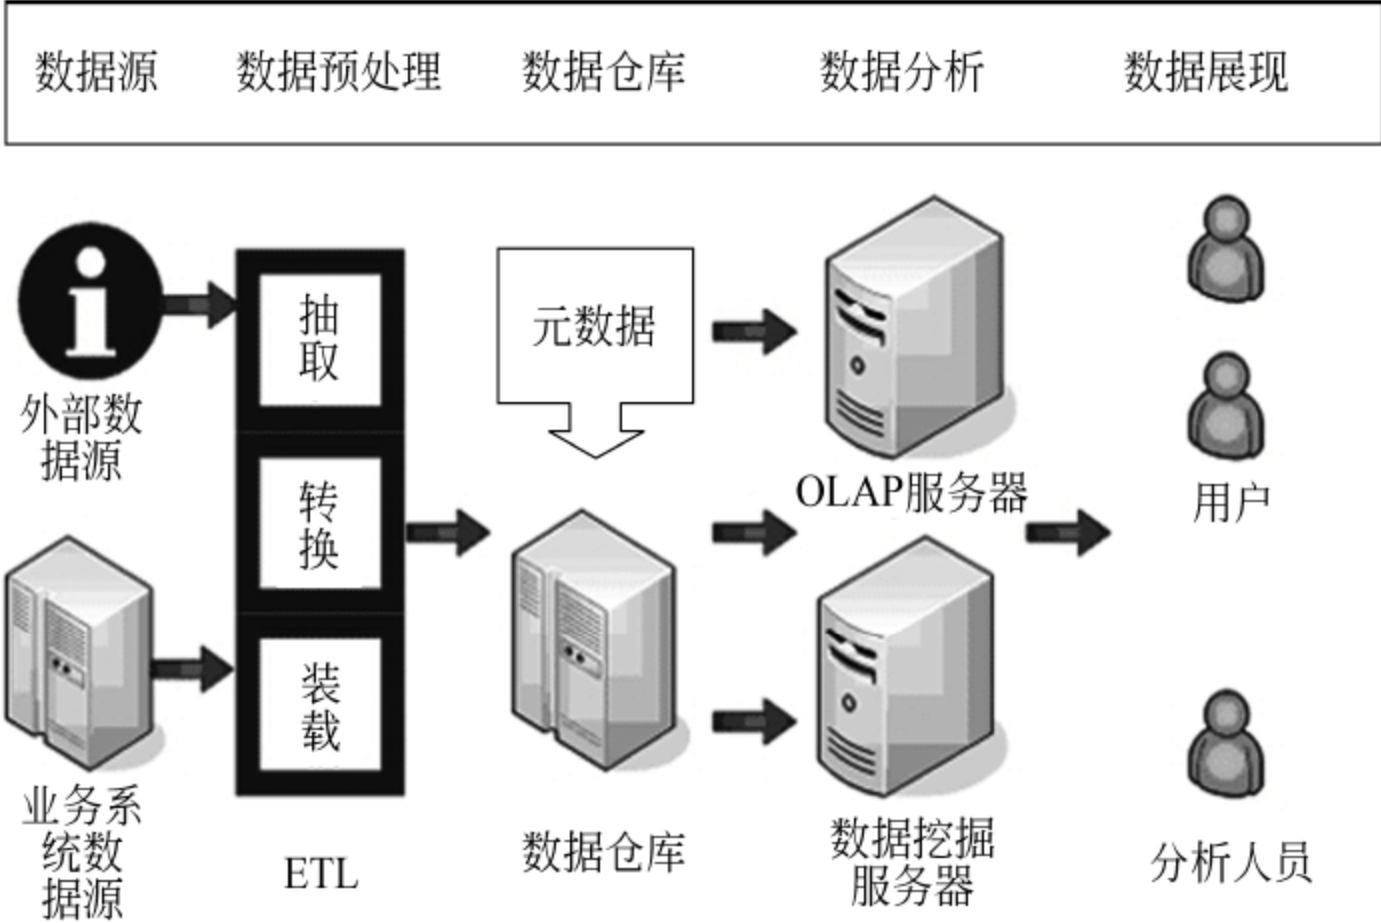 数据源 数据预处理 数据仓库 数据分析 数据展现
外部数
据源
业务系
统数
据源
抽
取
转
换
装
载
ETL
元数据
数据仓库
OLAP服务器
数据挖掘
服务器
用户
分析人员